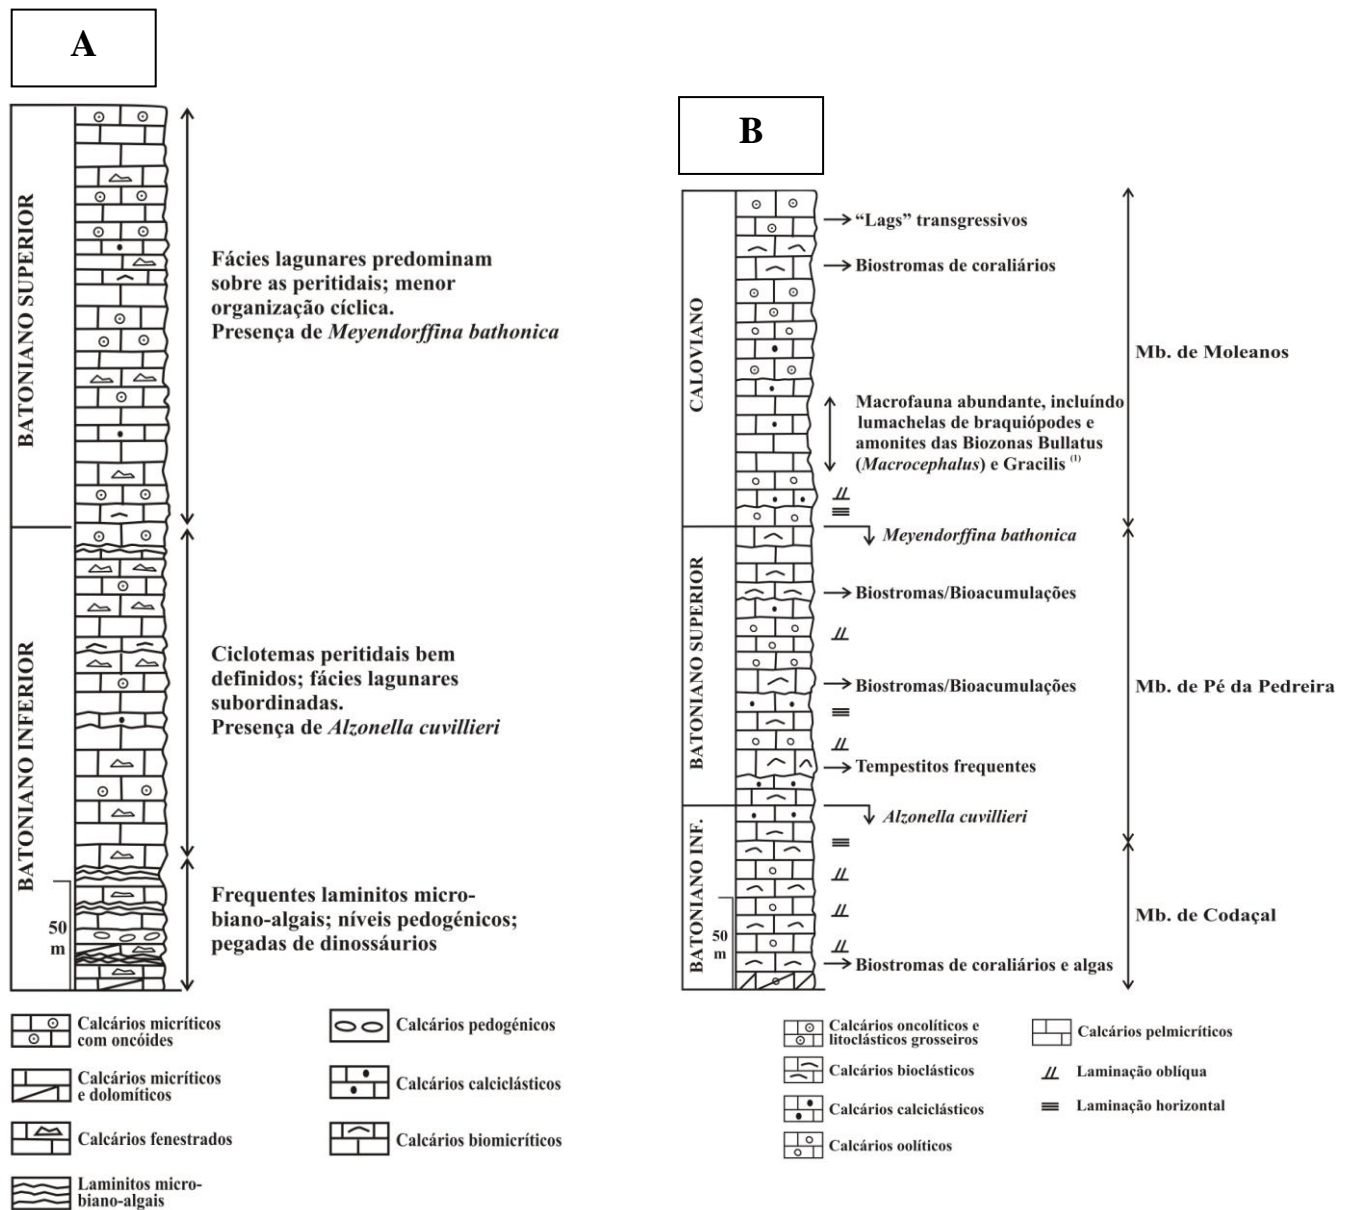 A
BATONIANO SUPERIOR
Fácies lagunares predominam
sobre as peritidais; menor
organização cíclica.
Presença de Meyendorffina bathonica
BATONIANO INFERIOR
Ciclotemas peritidais bem
definidos; fácies lagunares
subordinadas.
Presença de Alzonella cuvillieri
Frequentes laminitos micro-
biano-algais; níveis pedogénicos;
pegadas de dinossáurios
50
m
Calcários micríticos
com oncóides
Calcários micríticos
e dolomíticos
Calcários fenestrados
Laminitos micro-
biano-algais
Calcários pedogénicos
Calcários calciclásticos
Calcários biomicríticos
B
CALOVIANO
“Lags” transgressivos
Biostromas de coraliários
Mb. de Moleanos
Macrofauna abundante, incluíndo
lumachelas de braquiópodes e
amonites das Biozonas Bullatus
(Macrocephalus) e Gracilis (1)
BATONIANO SUPERIOR
Meyendorffina bathonica
Biostromas/Bioacumulações
Biostromas/Bioacumulações
Mb. de Pé da Pedreira
Tempestitos frequentes
BATONIANO INF.
Alzonella cuvillieri
Mb. de Codaçal
50
m
Biostromas de coraliários e algas
Calcários oncolíticos e
litoclásticos grosseiros
Calcários bioclásticos
Calcários calciclásticos
Calcários oolíticos
Calcários pelmicríticos
Laminação oblíqua
Laminação horizontal